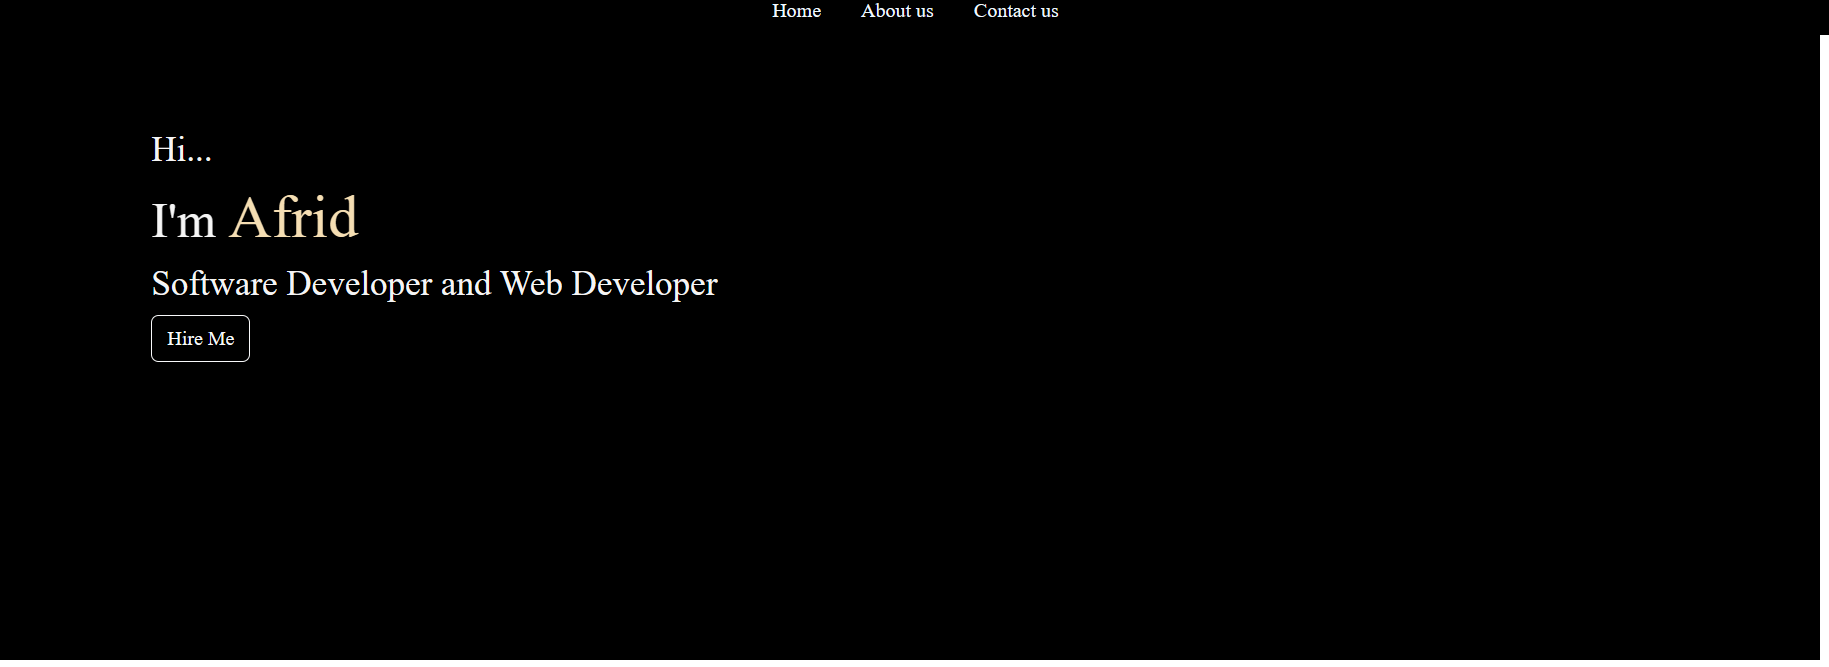 Home About us Contact us
Hi...
I'm Afrid
Software Developer and Web Developer
Hire Me